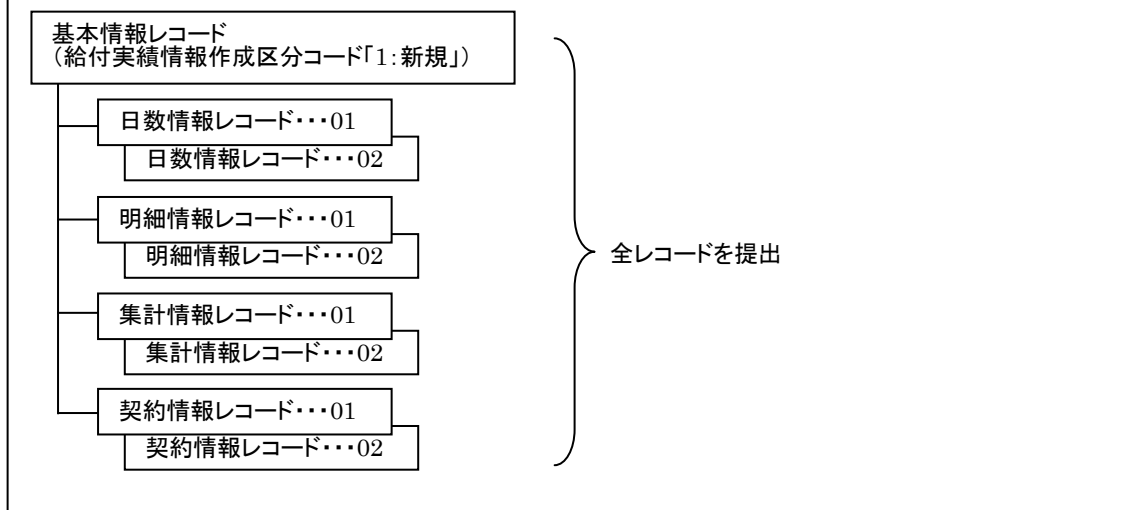 基本情報レコード
(給付実績情報作成区分コード「1:新規」)
日数情報レコード・・・01
日数情報レコード・・・02
明細情報レコード・・・01
明細情報レコード・・・02
全レコードを提出
集計情報レコード・・・01
集計情報レコード・・・02
契約情報レコード・・・01
契約情報レコード・・・02